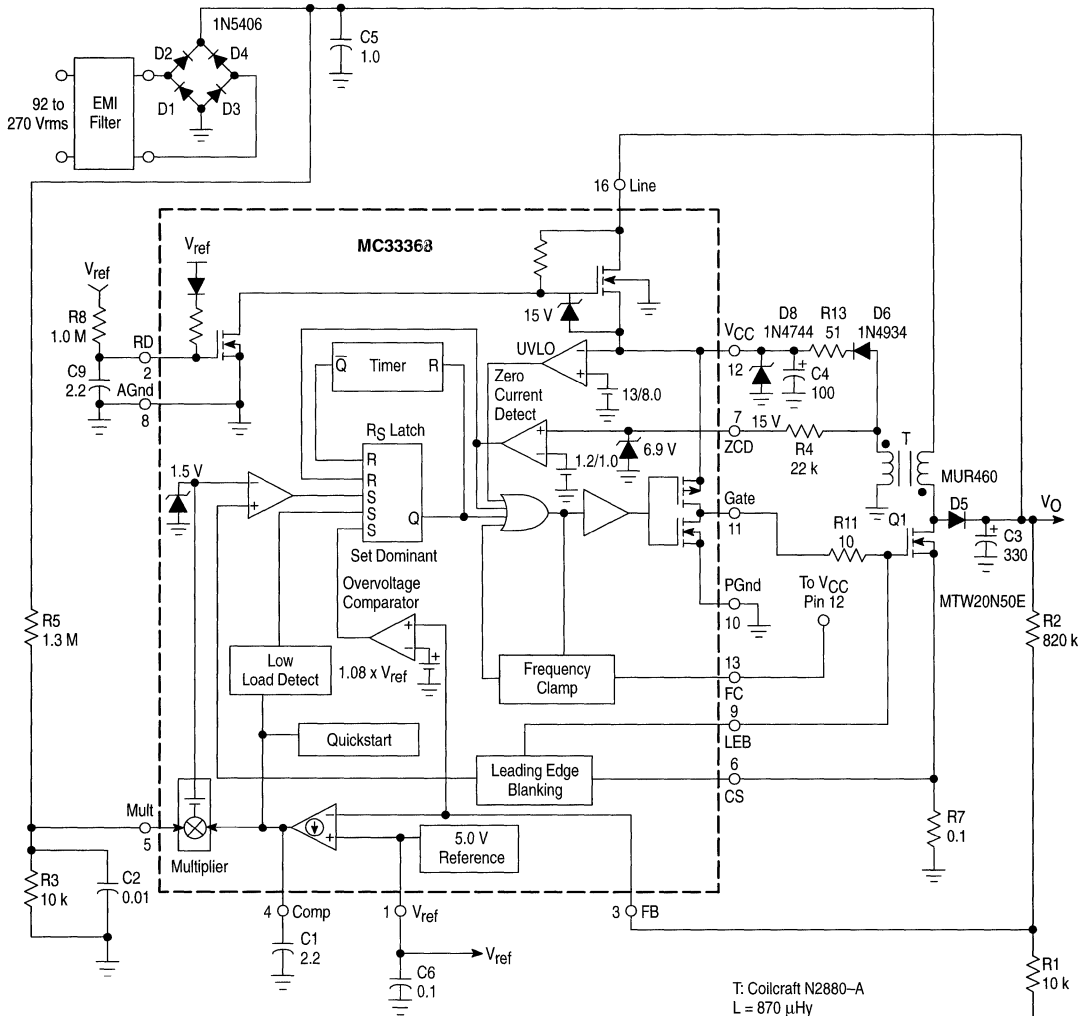 1N5406
D2
D4
D1
D3
C5
1.0
92 to
270 Vrms
EMI
Filter
16
Line
MC33368
Vref
Vref
R8
1.0 M
RD
2
C9
2.2
AGnd
8
15 V
UVLO
VCC
12
D8
1N4744
R13
51
D6
1N4934
C4
100
Q̅
Timer
R
Zero
Current
Detect
13/8.0
7
ZCD
15 V
R4
22 k
6.9 V
1.2/1.0
T
MUR460
D5
VO
RS Latch
R
R
S
S
S
Q
Set Dominant
1.5 V
Gate
11
R11
10
Q1
C3
330
MTW20N50E
Overvoltage
Comparator
1.08 x Vref
PGnd
10
To VCC
Pin 12
R5
1.3 M
R2
820 k
Low
Load Detect
Frequency
Clamp
13
FC
9
LEB
Quickstart
Leading Edge
Blanking
6
CS
Mult
5
Multiplier
5.0 V
Reference
R7
0.1
R3
10 k
C2
0.01
4
Comp
1
Vref
3
FB
C1
2.2
Vref
C6
0.1
R1
10 k
T: Coilcraft N2880–A
L = 870 µHy